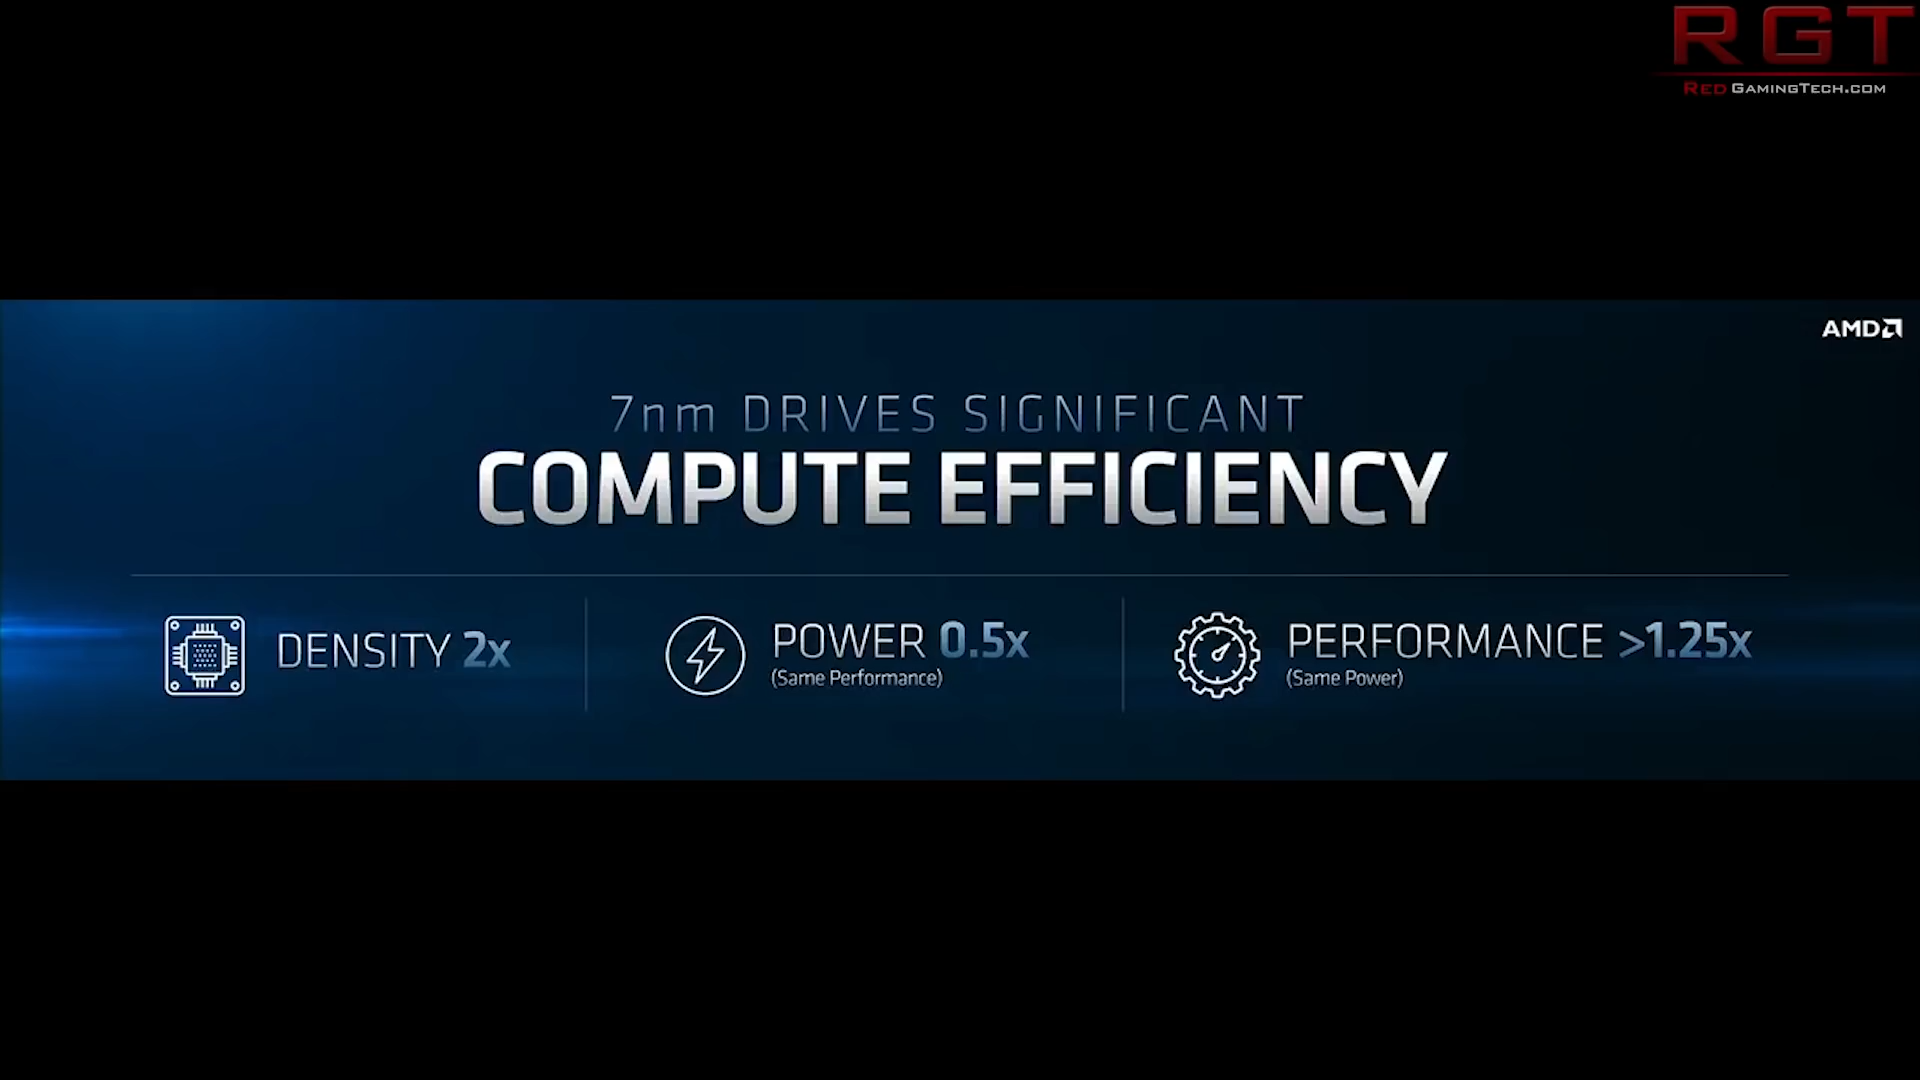 RGT
RED GAMINGTECH.COM
AMD
7nm DRIVES SIGNIFICANT
COMPUTE EFFICIENCY
DENSITY 2x
POWER 0.5x
(Same Performance)
PERFORMANCE >1.25x
(Same Power)